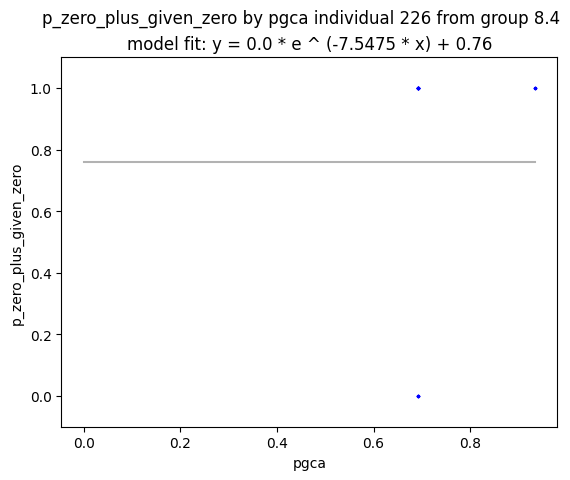 p_zero_plus_given_zero by pgca individual 226 from group 8.4
model fit: y = 0.0 * e ^ (-7.5475 * x) + 0.76
1.0
0.8
0.6
0.4
0.2
0.0
p_zero_plus_given_zero
0.0 0.2 0.4 0.6 0.8
pgca